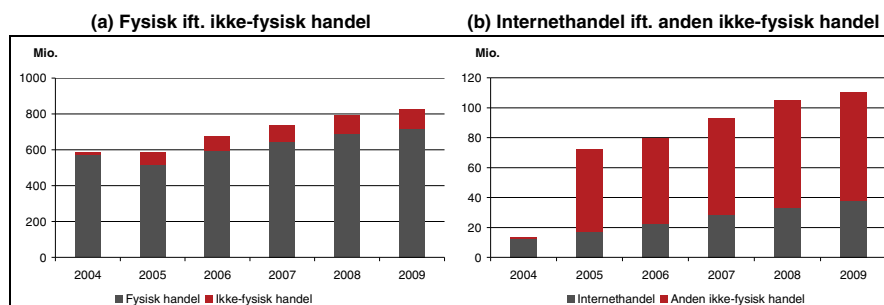 (a) Fysisk ift. ikke-fysisk handel
Mio.
1000
800
600
400
200
0
2004 2005 2006 2007 2008 2009
Fysisk handel Ikke-fysisk handel
(b) Internethandel ift. anden ikke-fysisk handel
Mio.
120
100
80
60
40
20
0
2004 2005 2006 2007 2008 2009
Internethandel Anden ikke-fysisk handel